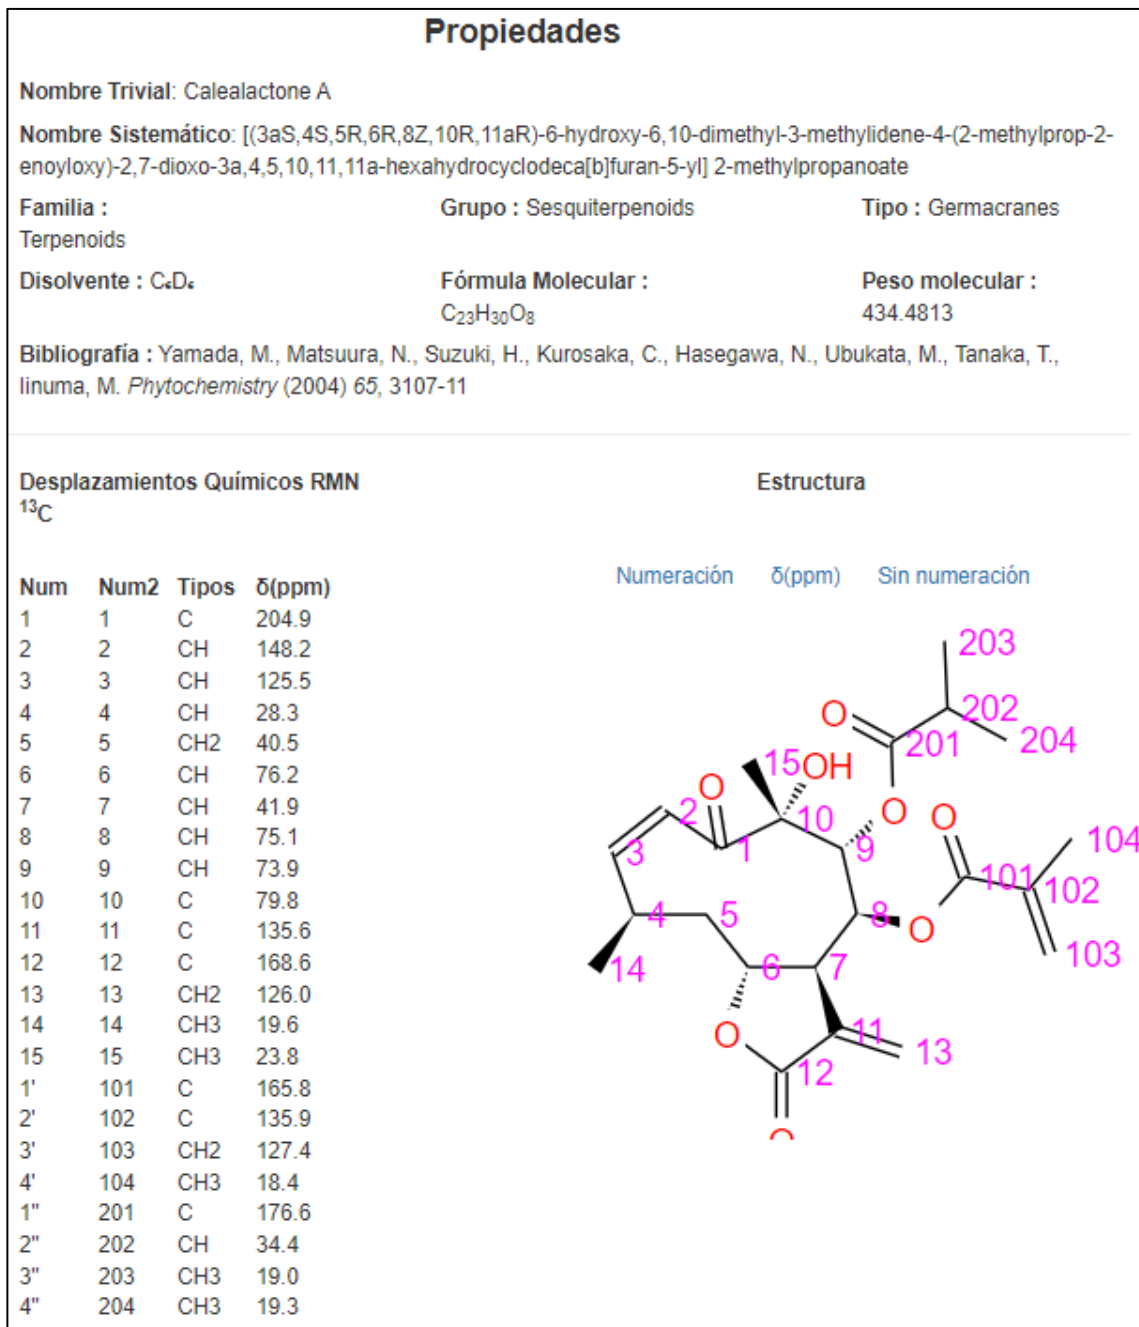 Propiedades
Nombre Trivial: Calealactone A
Nombre Sistemático: [(3aS,4S,5R,6R,8Z,10R,11aR)-6-hydroxy-6,10-dimethyl-3-methylidene-4-(2-methylprop-2-
enoyloxy)-2,7-dioxo-3a,4,5,10,11,11a-hexahydrocyclodeca[b]furan-5-yl] 2-methylpropanoate
Familia : Grupo : Sesquiterpenoids Tipo : Germacranes
Terpenoids
Disolvente : C₆D₆ Fórmula Molecular : Peso molecular :
C₂₃H₃₀O₈ 434.4813
Bibliografía : Yamada, M., Matsuura, N., Suzuki, H., Kurosaka, C., Hasegawa, N., Ubukata, M., Tanaka, T.,
Iinuma, M. Phytochemistry (2004) 65, 3107-11
Desplazamientos Químicos RMN Estructura
¹³C
Numeración δ(ppm) Sin numeración
Num Num2 Tipos δ(ppm)
1 1 C 204.9
2 2 CH 148.2
3 3 CH 125.5
4 4 CH 28.3
5 5 CH2 40.5
6 6 CH 76.2
7 7 CH 41.9
8 8 CH 75.1
9 9 CH 73.9
10 10 C 79.8
11 11 C 135.6
12 12 C 168.6
13 13 CH2 126.0
14 14 CH3 19.6
15 15 CH3 23.8
1' 101 C 165.8
2' 102 C 135.9
3' 103 CH2 127.4
4' 104 CH3 18.4
1" 201 C 176.6
2" 202 CH 34.4
3" 203 CH3 19.0
4" 204 CH3 19.3
203
O 202
201 204
O 15 OH
2 10 O O 104
3 1 9 101 102
4 5 8 O 103
14 6 7
O 11 13
12
O